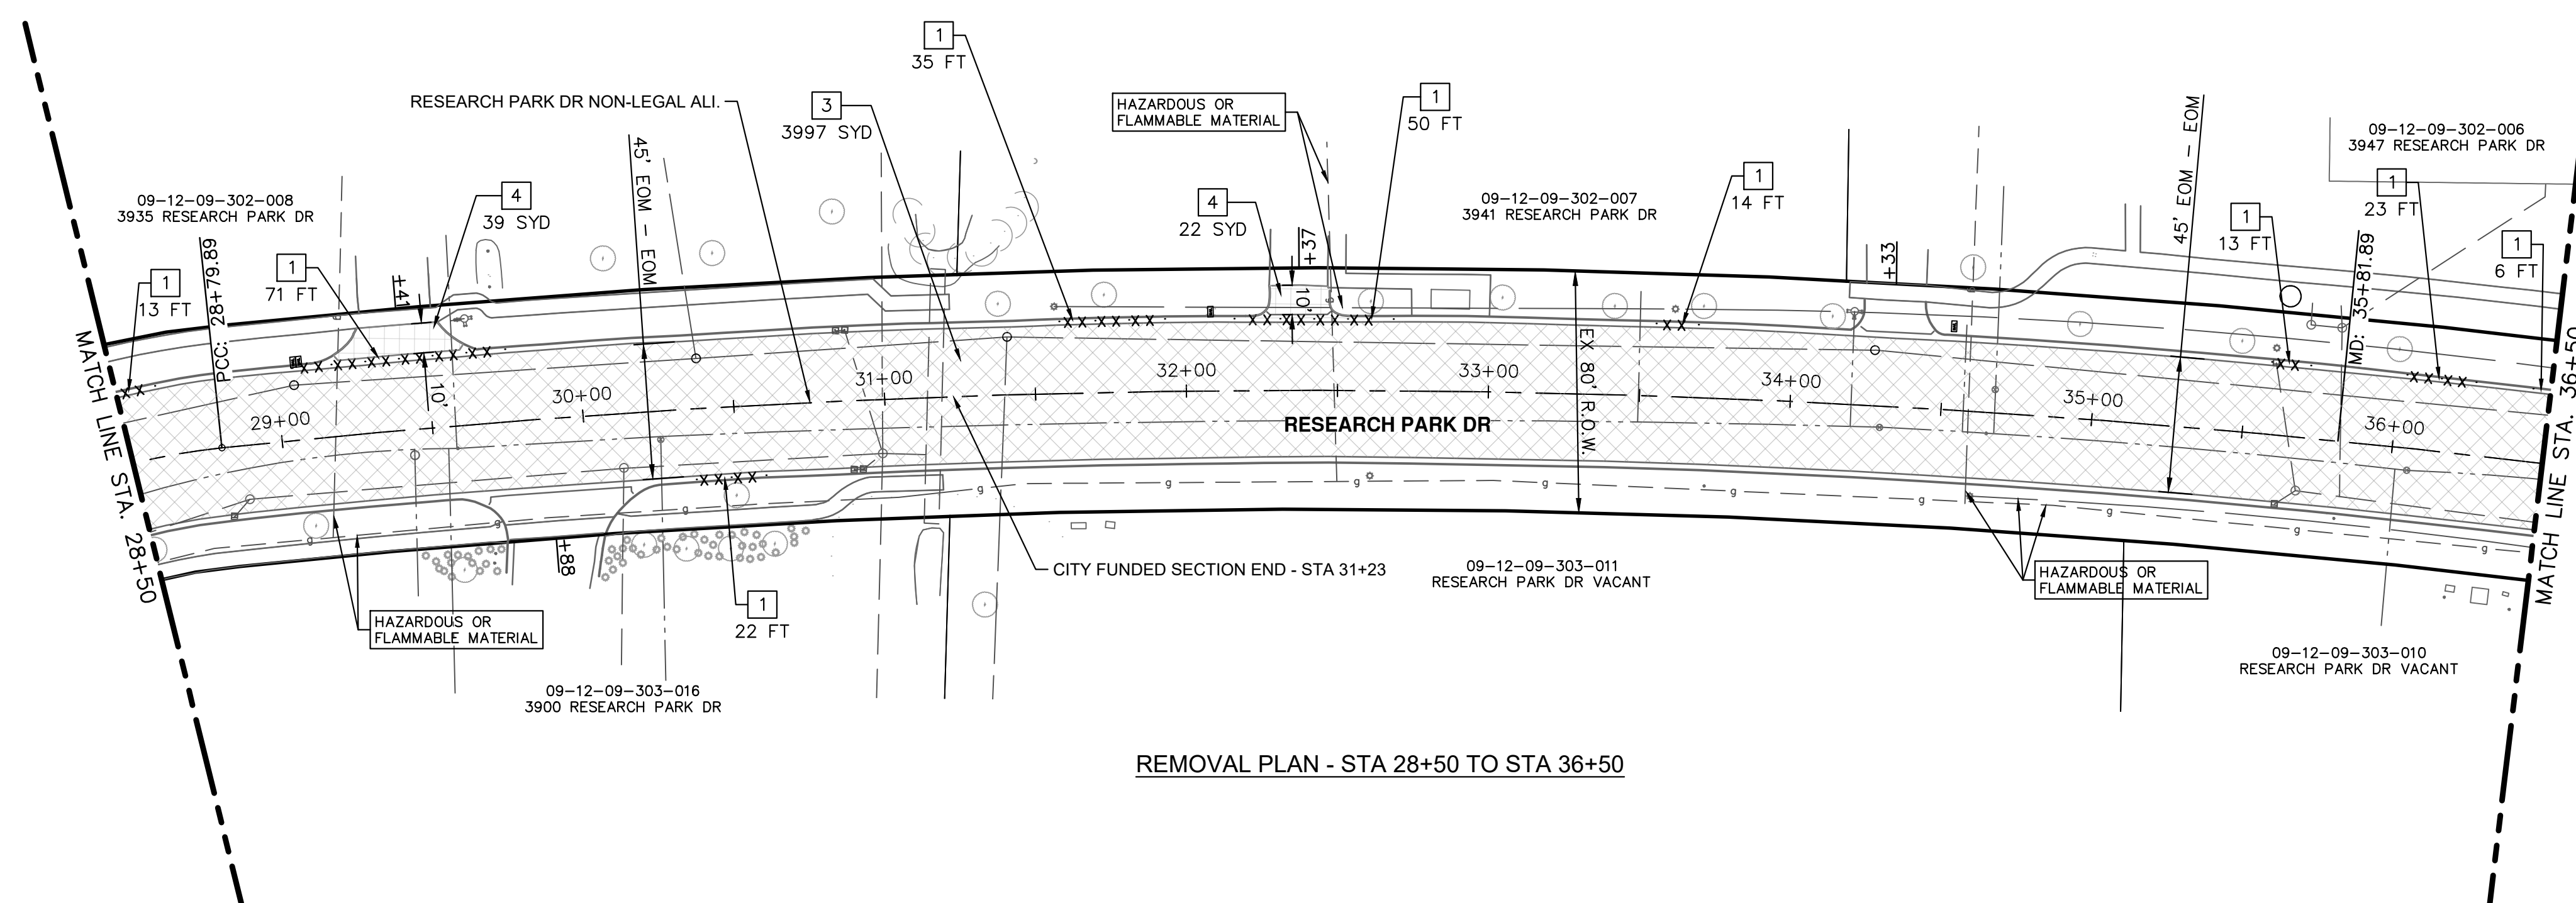 1
35 FT
RESEARCH PARK DR NON-LEGAL ALI.
3
3997 SYD
HAZARDOUS OR
FLAMMABLE MATERIAL
1
50 FT
09-12-09-302-006
3947 RESEARCH PARK DR
09-12-09-302-008
3935 RESEARCH PARK DR
4
39 SYD
45' EOM - EOM
4
22 SYD
09-12-09-302-007
3941 RESEARCH PARK DR
1
14 FT
45' EOM - EOM
1
23 FT
1
13 FT
1
6 FT
1
13 FT
PCC: 28+79.89
1
71 FT
+41
10'
+37
10'
+33
MD: 35+81.89
MATCH LINE STA. 28+50
29+00
30+00
31+00
32+00
33+00
34+00
35+00
36+00
RESEARCH PARK DR
EX 80' R.O.W.
MATCH LINE STA. 36+50
g
g
g
g
g
g
g
g
g
g
g
g
+88
HAZARDOUS OR
FLAMMABLE MATERIAL
1
22 FT
CITY FUNDED SECTION END - STA 31+23
09-12-09-303-011
RESEARCH PARK DR VACANT
HAZARDOUS OR
FLAMMABLE MATERIAL
09-12-09-303-016
3900 RESEARCH PARK DR
09-12-09-303-010
RESEARCH PARK DR VACANT
REMOVAL PLAN - STA 28+50 TO STA 36+50